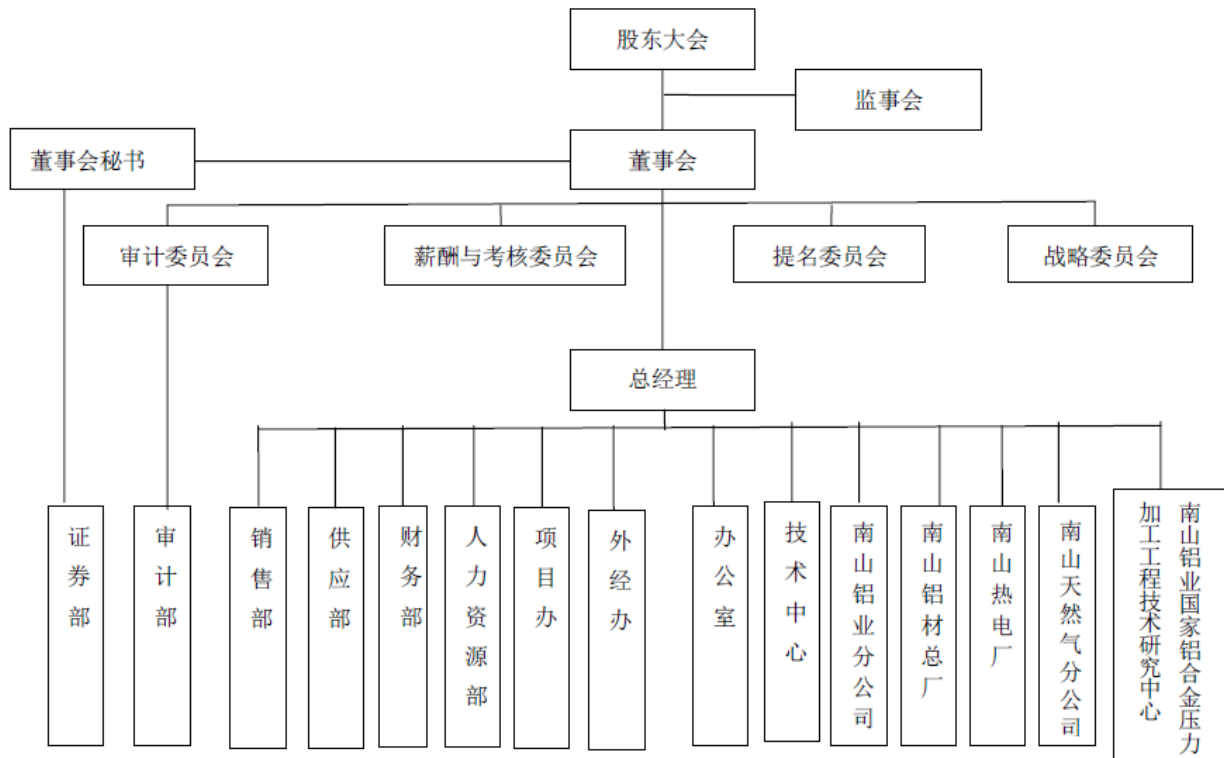 股东大会
监事会
董事会秘书
董事会
审计委员会
薪酬与考核委员会
提名委员会
战略委员会
总经理
证券部
审计部
销售部
供应部
财务部
人力资源部
项目办
外经办
办公室
技术中心
南山铝业分公司
南山铝材总厂
南山热电厂
南山天然气分公司
南山铝业国家铝合金压力
加工工程技术研究中心